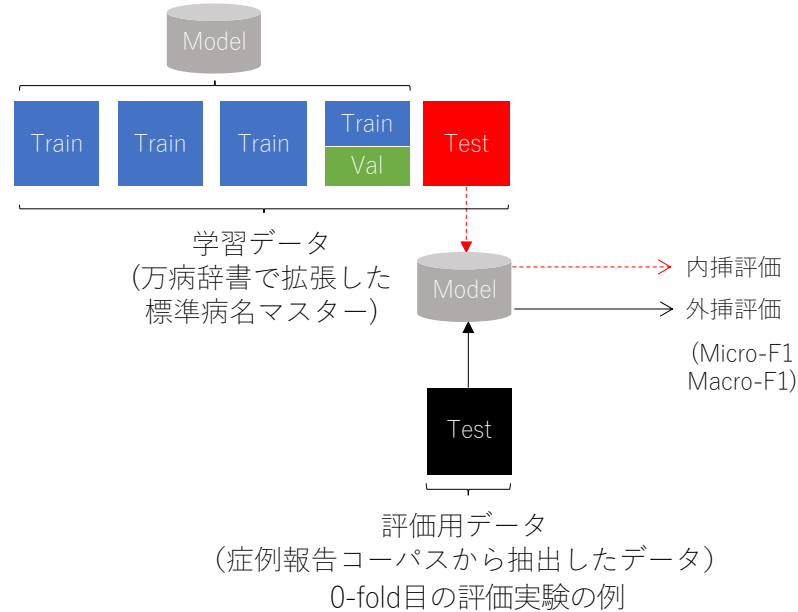 Model
Train
Train
Train
Train
Val
Test
学習データ
(万病辞書で拡張した
標準病名マスター)
Model
内挿評価
外挿評価
(Micro-F1
Macro-F1)
Test
評価用データ
(症例報告コーパスから抽出したデータ)
0-fold目の評価実験の例